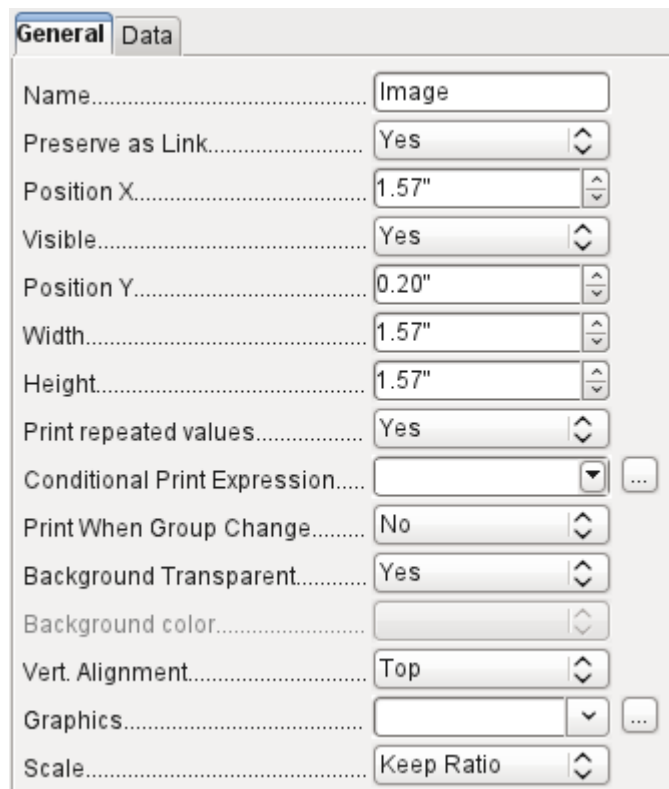 General Data
Name........................................ Image
Preserve as Link....................... Yes
Position X.................................. 1.57"
Visible........................................ Yes
Position Y.................................. 0.20"
Width.......................................... 1.57"
Height........................................ 1.57"
Print repeated values................. Yes
Conditional Print Expression..... ...
Print When Group Change........ No
Background Transparent........... Yes
Background color......................
Vert. Alignment.......................... Top
Graphics.................................... ...
Scale.......................................... Keep Ratio